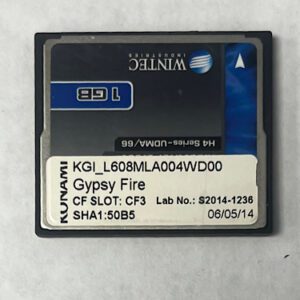 WINTEC
INDUSTRIES
1 GB
H4 Series-UDMA/66
KONAMI
KGI_L608MLA004WD00
Gypsy Fire
CF SLOT: CF3 Lab No.: S2014-1236
SHA1:50B5 06/05/14